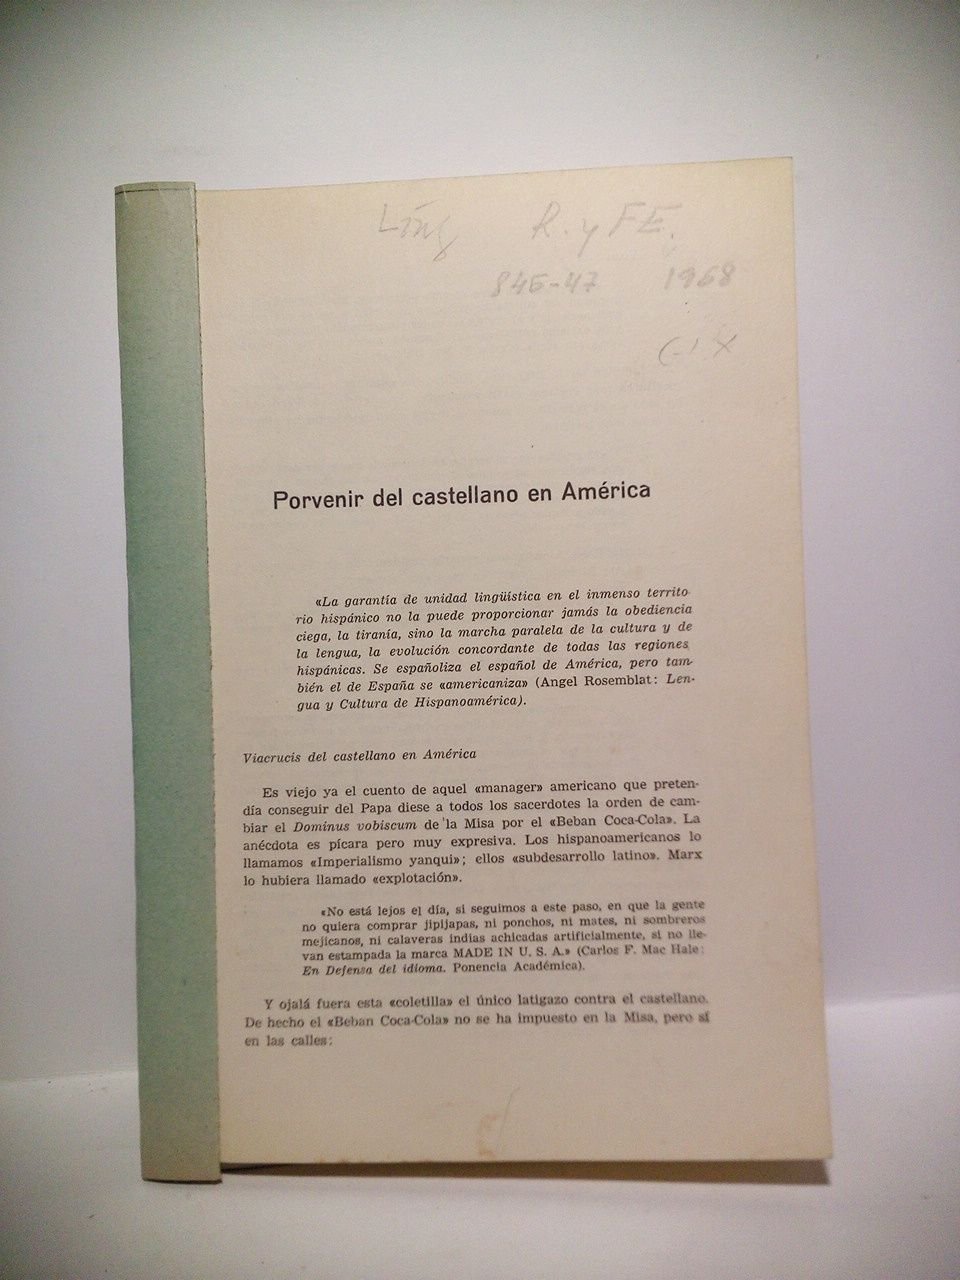 Ling R. y FE.
845-47 1968
Porvenir del castellano en América
«La garantía de unidad lingüística en el inmenso territo-
rio hispánico no la puede proporcionar jamás la obediencia
ciega, la tiranía, sino la marcha paralela de la cultura y de
la lengua, la evolución concordante de todas las regiones
hispánicas. Se españoliza el español de América, pero tam-
bién el de España se «americaniza» (Angel Rosemblat: Len-
gua y Cultura de Hispanoamérica).
Viacrucis del castellano en América
Es viejo ya el cuento de aquel «manager» americano que preten-
día conseguir del Papa diese a todos los sacerdotes la orden de cam-
biar el Dominus vobiscum de la Misa por el «Beban Coca-Cola». La
anécdota es pícara pero muy expresiva. Los hispanoamericanos lo
llamamos «Imperialismo yanqui»; ellos «subdesarrollo latino». Marx
lo hubiera llamado «explotación».
«No está lejos el día, si seguimos a este paso, en que la gente
no quiera comprar jipijapas, ni ponchos, ni mates, ni sombreros
mejicanos, ni calaveras indias achicadas artificialmente, si no lle-
van estampada la marca MADE IN U. S. A.» (Carlos F. Mac Hale:
En Defensa del idioma. Ponencia Académica).
Y ojalá fuera esta «coletilla» el único latigazo contra el castellano.
De hecho el «Beban Coca-Cola» no se ha impuesto en la Misa, pero sí
en las calles: